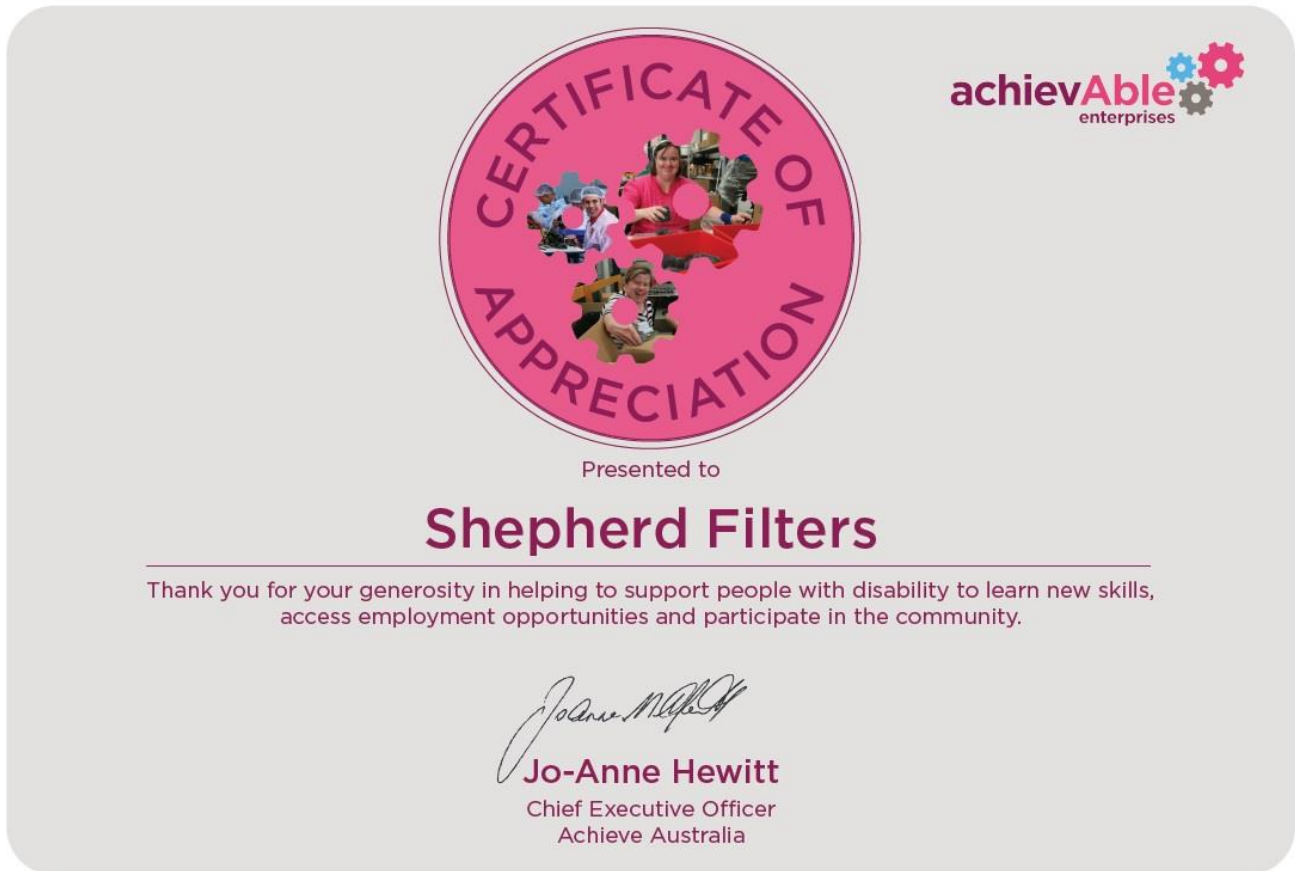 CERTIFICATE OF
APPRECIATION
achievAble
enterprises
Presented to
Shepherd Filters
Thank you for your generosity in helping to support people with disability to learn new skills,
access employment opportunities and participate in the community.
Jo-Anne Hewitt
Chief Executive Officer
Achieve Australia